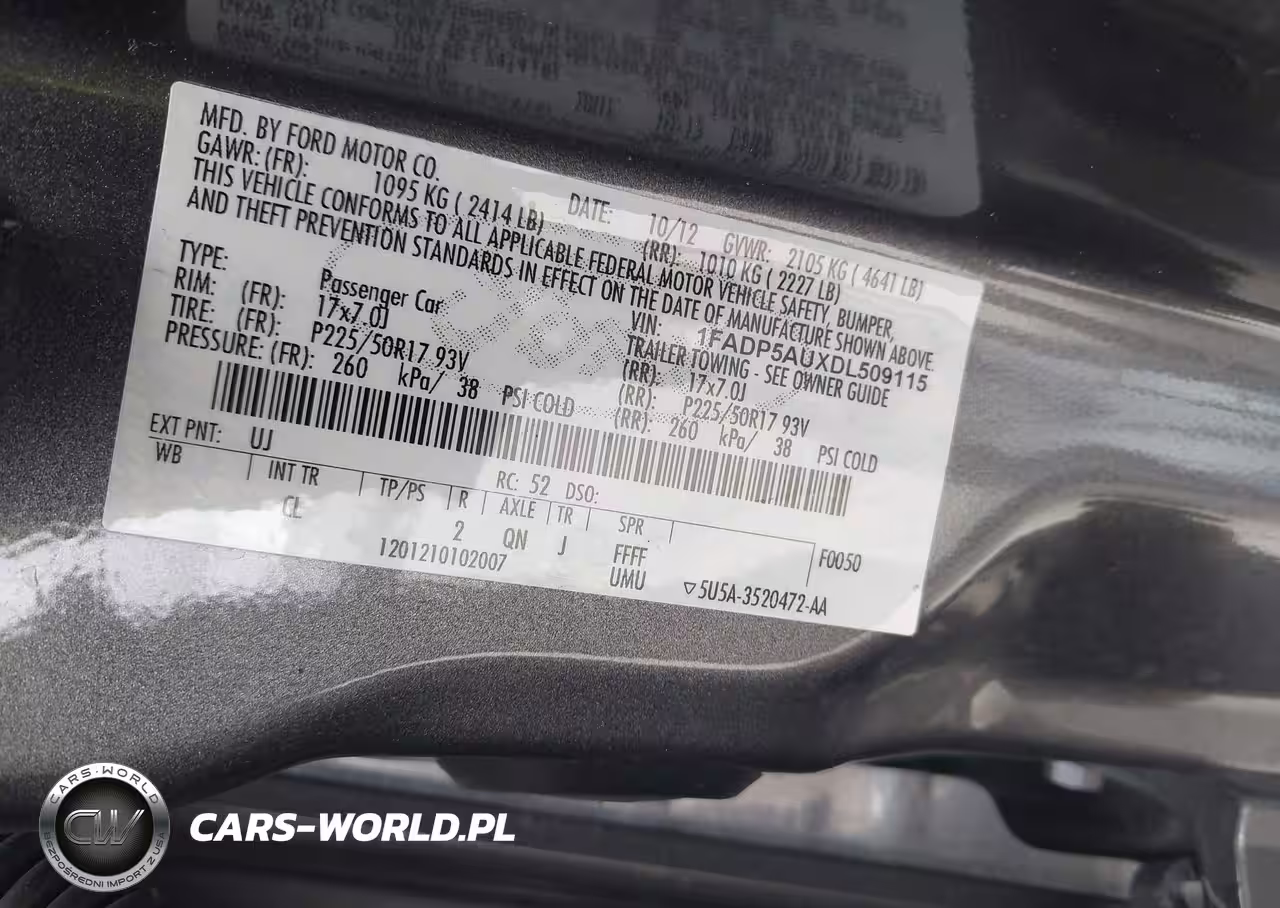 MFD. BY FORD MOTOR CO.
DATE: 10/12 GVWR: 2105 KG ( 4641 LB)
GAWR: (FR): 1095 KG ( 2414 LB) (RR): 1010 KG ( 2227 LB)
THIS VEHICLE CONFORMS TO ALL APPLICABLE FEDERAL MOTOR VEHICLE SAFETY, BUMPER,
AND THEFT PREVENTION STANDARDS IN EFFECT ON THE DATE OF MANUFACTURE SHOWN ABOVE.
VIN: 1FADP5AUXDL509115
TYPE: Passenger Car TRAILER TOWING - SEE OWNER GUIDE
RIM: (FR): 17x7.0J (RR): 17x7.0J
TIRE: (FR): P225/50R17 93V (RR): P225/50R17 93V
PRESSURE: (FR): 260 kPa/ 38 PSI COLD (RR): 260 kPa/ 38 PSI COLD
EXT PNT: UJ RC: 52 DSO:
WB INT TR TP/PS R AXLE TR SPR
CL 2 QN J FFFF F0050
1201210102007 UMU ▽5U5A-3520472-AA
CARS-WORLD
CW
BEZPOŚREDNI IMPORT Z USA
CARS-WORLD.PL